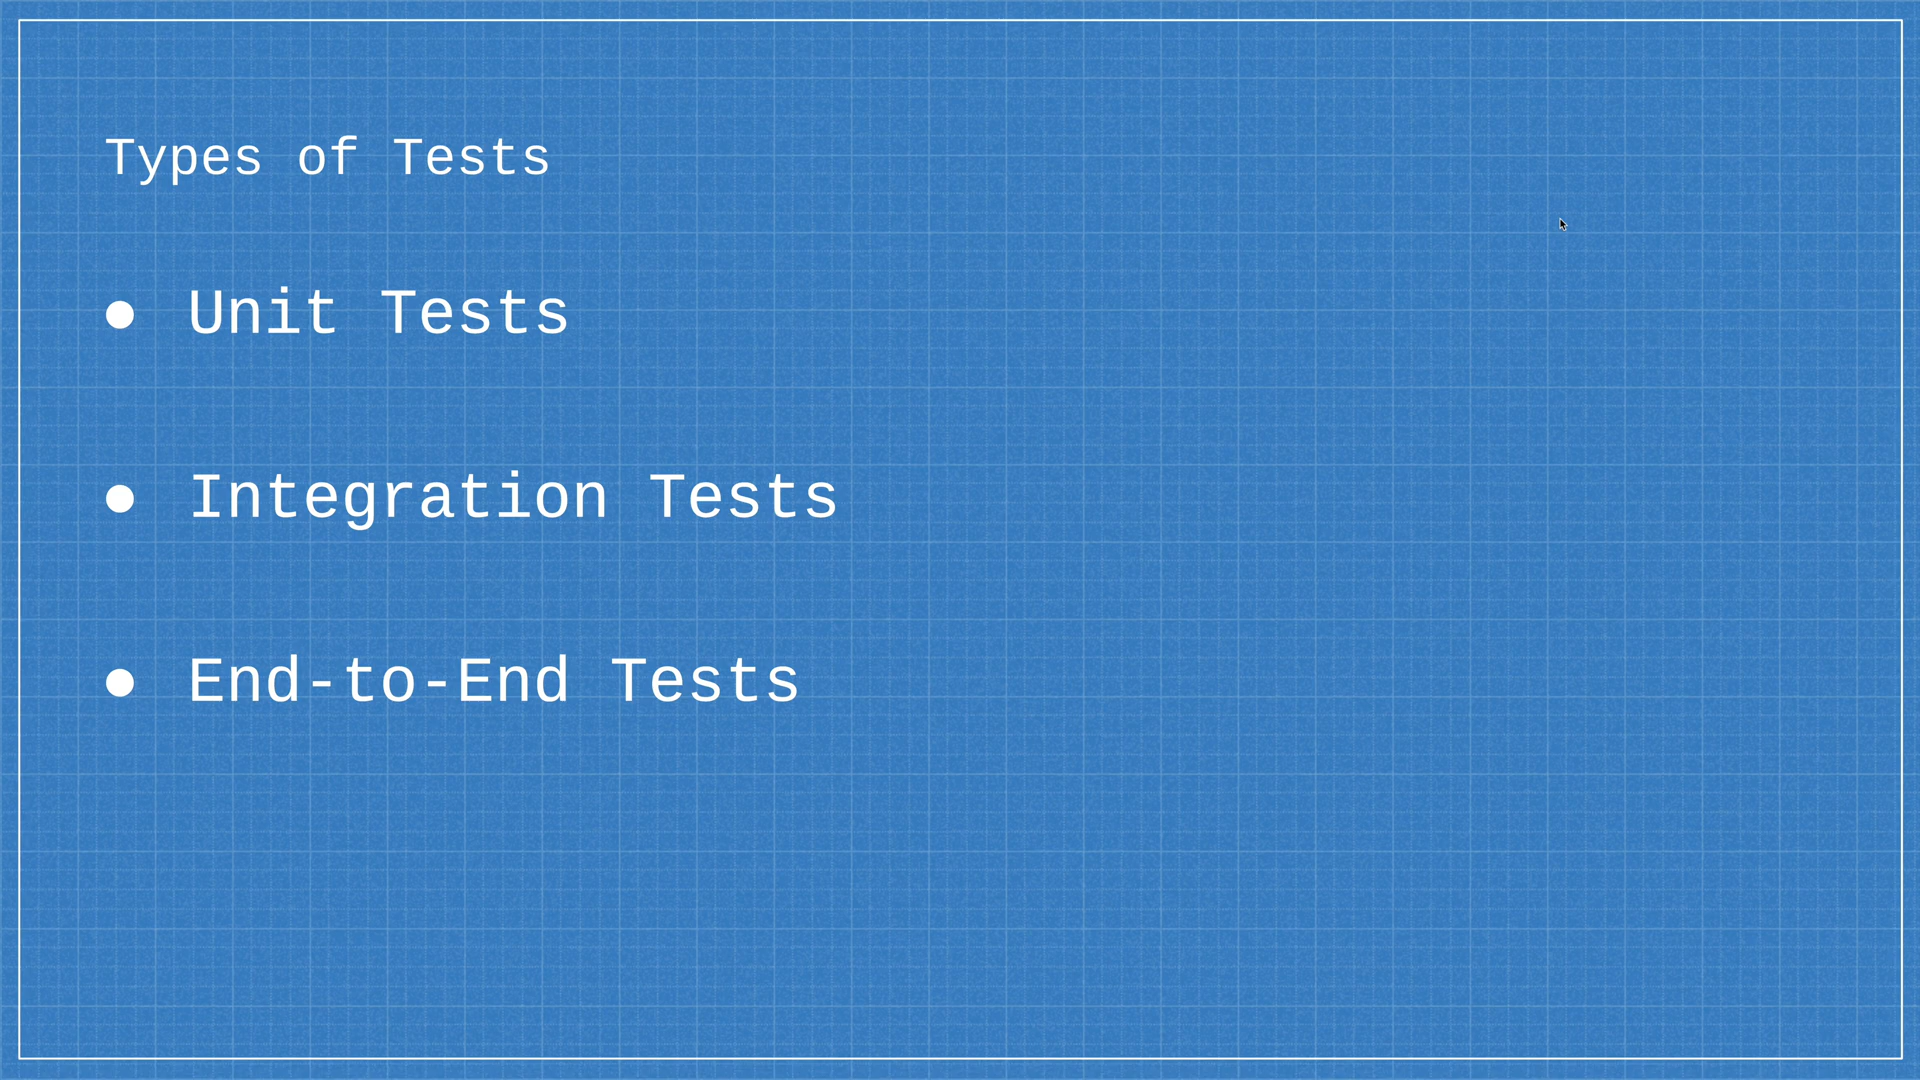 Types of Tests
● Unit Tests
● Integration Tests
● End-to-End Tests